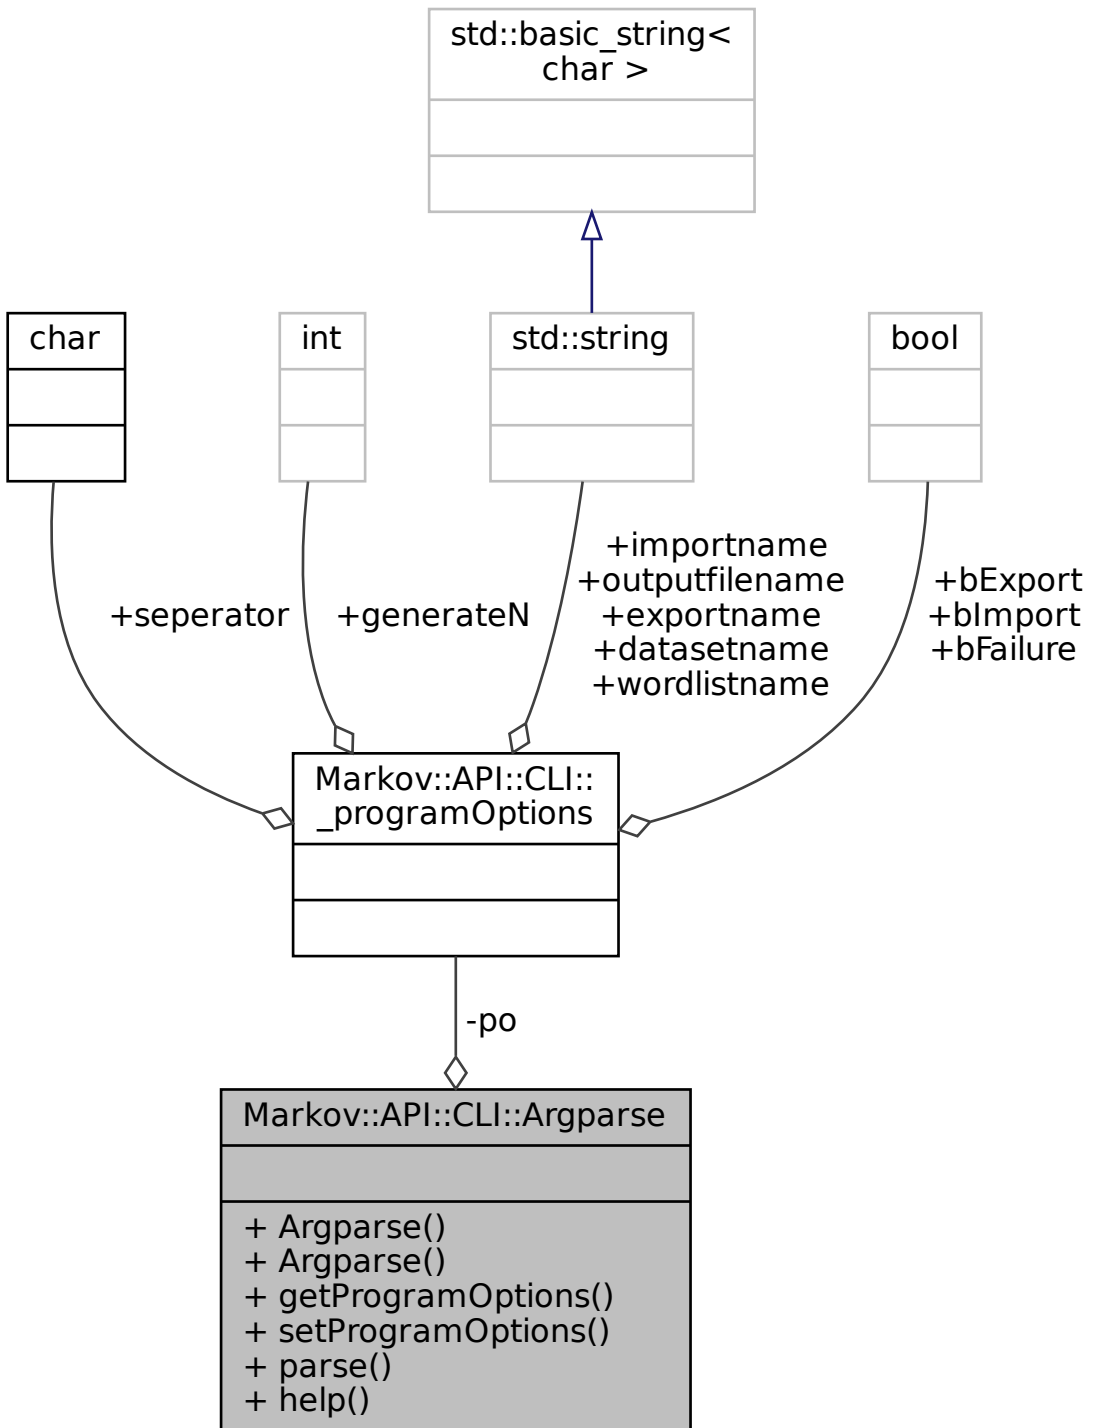 std::basic_string<
char >
char
int
std::string
bool
+seperator
+generateN
+importname
+outputfilename
+exportname
+datasetname
+wordlistname
+bExport
+bImport
+bFailure
Markov::API::CLI::
_programOptions
-po
Markov::API::CLI::Argparse
+ Argparse()
+ Argparse()
+ getProgramOptions()
+ setProgramOptions()
+ parse()
+ help()